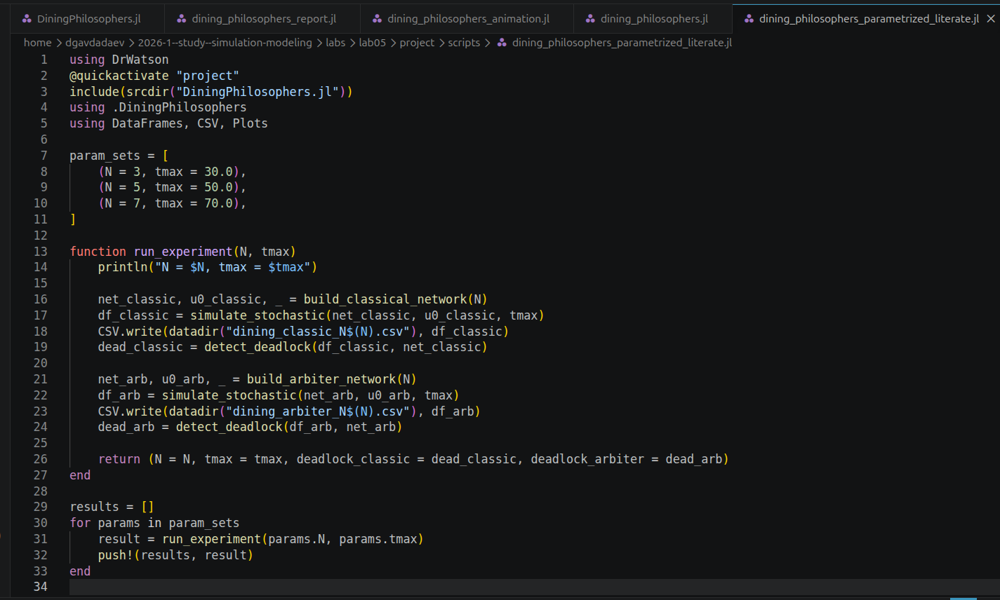 DiningPhilosophers.jl dining_philosophers_report.jl dining_philosophers_animation.jl dining_philosophers.jl dining_philosophers_parametrized_literate.jl
home > dgavdadaev > 2026-1--study--simulation-modeling > labs > lab05 > project > scripts > dining_philosophers_parametrized_literate.jl
1 using DrWatson
2 @quickactivate "project"
3 include(srcdir("DiningPhilosophers.jl"))
4 using .DiningPhilosophers
5 using DataFrames, CSV, Plots
6
7 param_sets = [
8     (N = 3, tmax = 30.0),
9     (N = 5, tmax = 50.0),
10     (N = 7, tmax = 70.0),
11 ]
12
13 function run_experiment(N, tmax)
14     println("N = $N, tmax = $tmax")
15
16     net_classic, u0_classic, _ = build_classical_network(N)
17     df_classic = simulate_stochastic(net_classic, u0_classic, tmax)
18     CSV.write(datadir("dining_classic_N$(N).csv"), df_classic)
19     dead_classic = detect_deadlock(df_classic, net_classic)
20
21     net_arb, u0_arb, _ = build_arbiter_network(N)
22     df_arb = simulate_stochastic(net_arb, u0_arb, tmax)
23     CSV.write(datadir("dining_arbiter_N$(N).csv"), df_arb)
24     dead_arb = detect_deadlock(df_arb, net_arb)
25
26     return (N = N, tmax = tmax, deadlock_classic = dead_classic, deadlock_arbiter = dead_arb)
27 end
28
29 results = []
30 for params in param_sets
31     result = run_experiment(params.N, params.tmax)
32     push!(results, result)
33 end
34